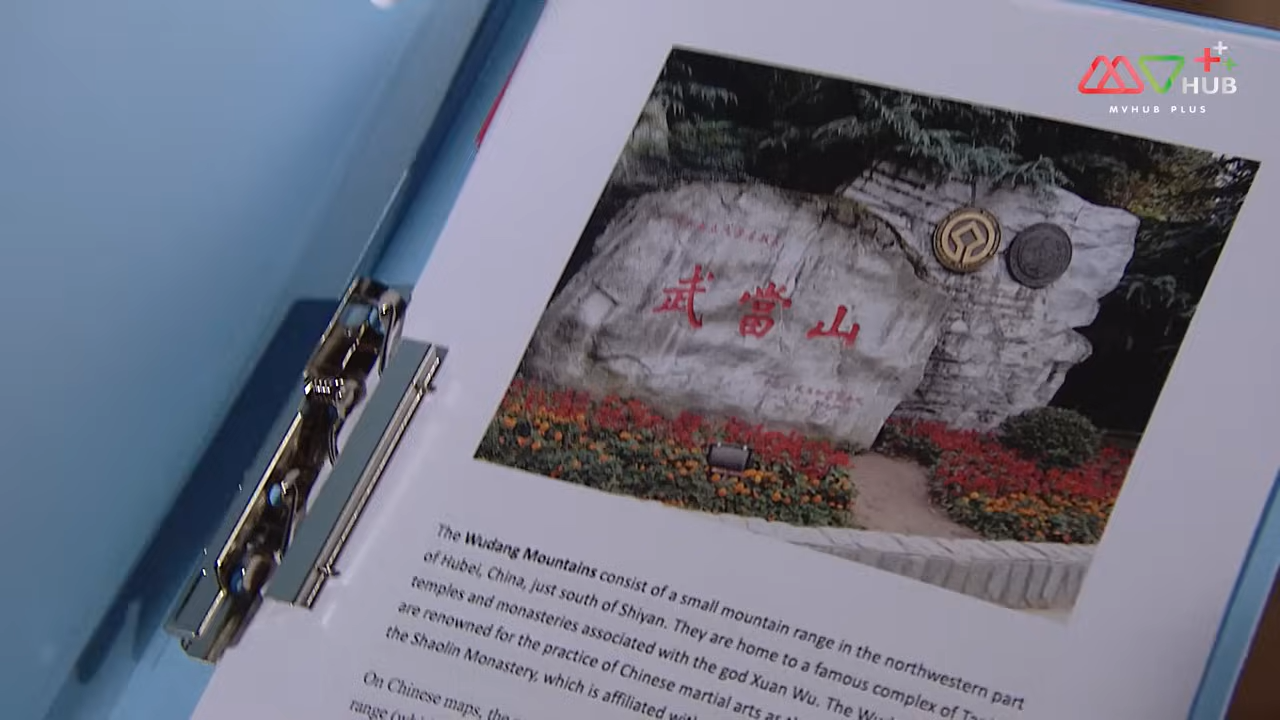 HUB
MVHUB PLUS
武當山
The Wudang Mountains consist of a small mountain range in the northwestern part
of Hubei, China, just south of Shiyan. They are home to a famous complex of
temples and monasteries associated with the god Xuan Wu. The
are renowned for the practice of Chinese martial arts as
the Shaolin Monastery, which is affiliated
On Chinese maps, the
range